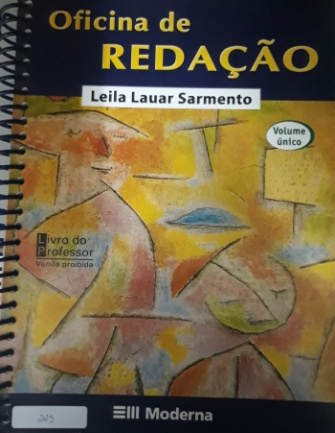 Oficina de
REDAÇÃO
Leila Lauar Sarmento
Volume
único
Livro do
Professor
Venda proibida
Moderna